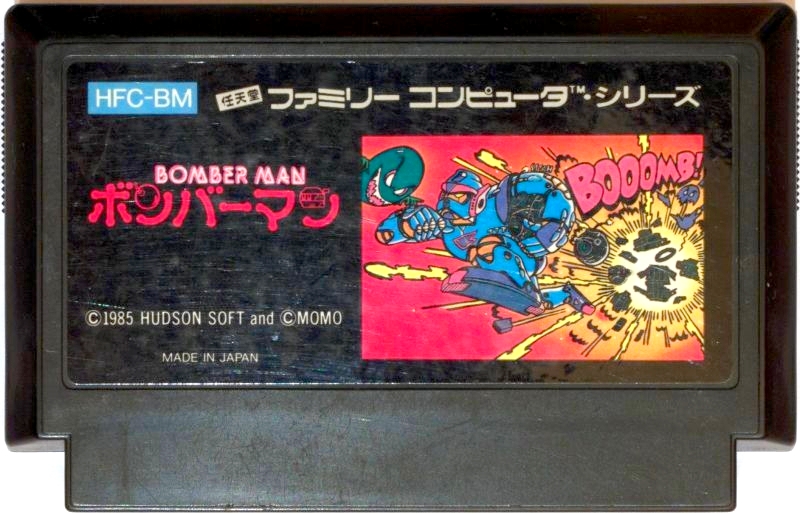 HFC-BM
任天堂 ファミリー コンピュータ™・シリーズ
BOMBER MAN
ボンバーマン
BOOOMB!
©1985 HUDSON SOFT and ©MOMO
MADE IN JAPAN